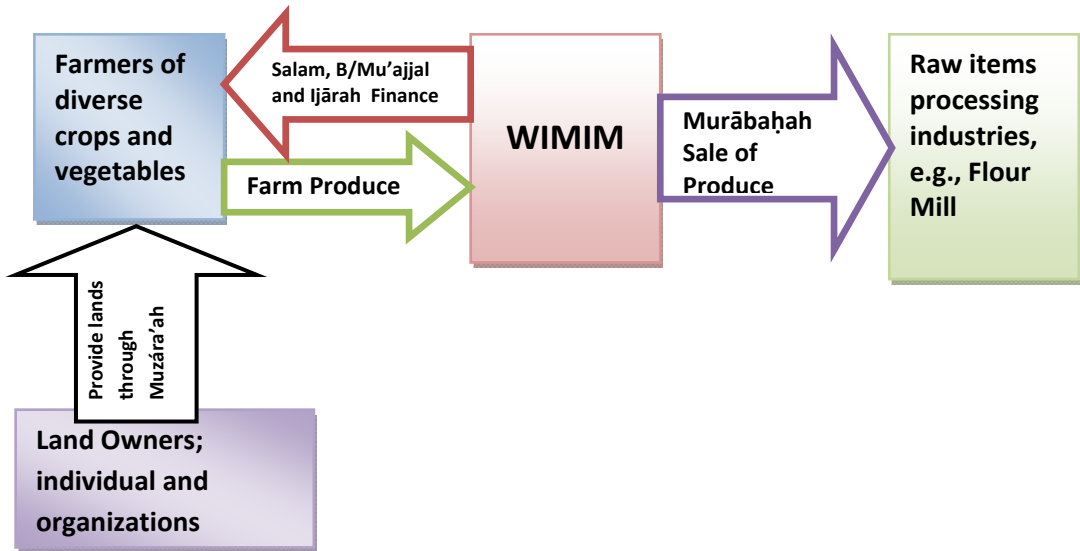 Farmers of
diverse
crops and
vegetables
Salam, B/Mu’ajjal
and Ijārah Finance
Farm Produce
WIMIM
Murābaḥah
Sale of
Produce
Raw items
processing
industries,
e.g., Flour
Mill
Provide lands
through
Muzára’ah
Land Owners;
individual and
organizations